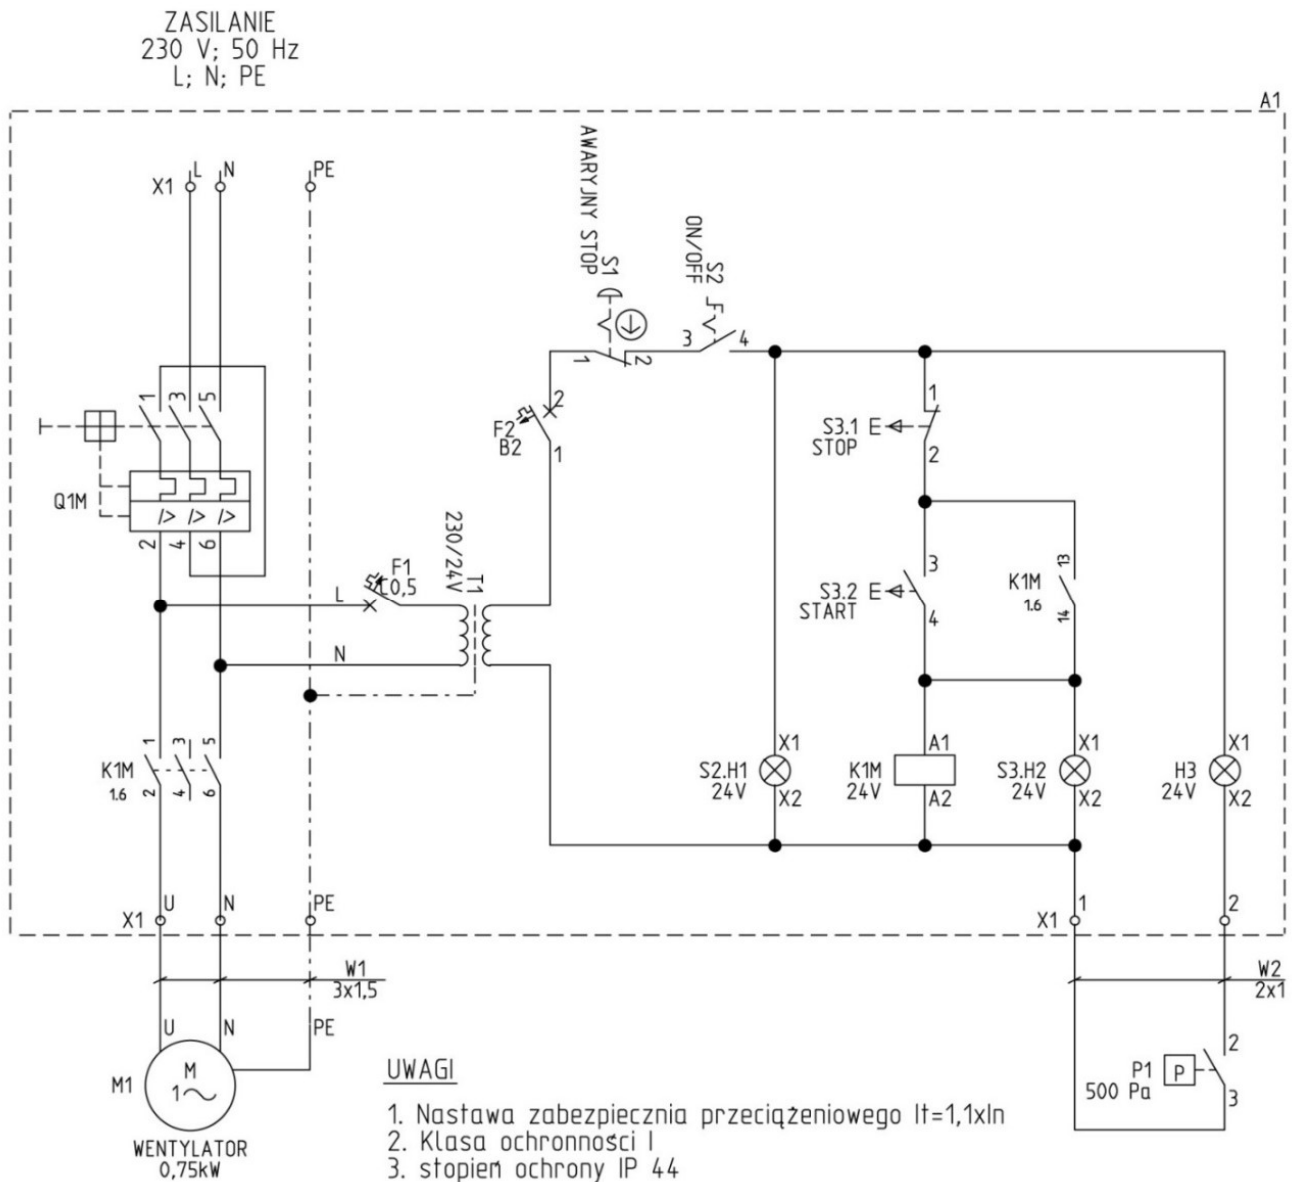 ZASILANIE
230 V; 50 Hz
L; N; PE
A1
X1 L N PE
AWARYJNY STOP
S1
ON/OFF
S2
1 2 3 4
1 3 5
Q1M
I> I> I>
2 4 6
F2
B2
2
1
S3.1 E
STOP
1
2
230/24V
T1
F1
C0,5
L
N
S3.2 E
START
3
4
K1M
1.6
13
14
K1M
1.6
1 3 5
2 4 6
S2.H1
24V
X1
X2
K1M
24V
A1
A2
S3.H2
24V
X1
X2
H3
24V
X1
X2
X1 U N PE
X1 1 2
W1
3x1,5
W2
2x1
U N PE
M1
M
1~
WENTYLATOR
0,75kW
P1
500 Pa
P
2
3
UWAGI
1. Nastawa zabezpiecznia przeciążeniowego It=1,1xIn
2. Klasa ochronności I
3. stopień ochrony IP 44